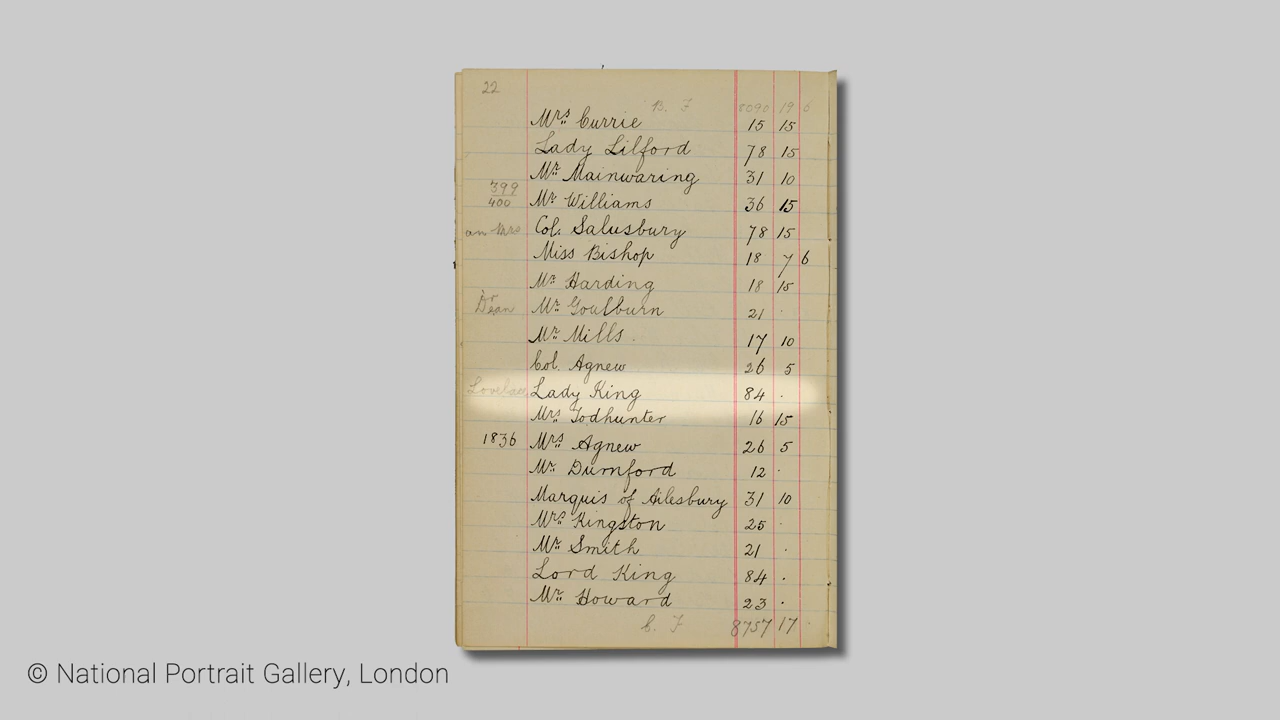 22
B. F 8090 19 6
Mrs. Currie 15 15
Lady Lilford 78 15
Mr. Mainwaring 31 10
399
400 Mr. Williams 36 15
Mrs Col. Salusbury 78 15
Miss Bishop 18 7 6
Mr. Harding 18 15
Dr
Dean Mr. Goulburn 21 .
Mr. Mills . 17 10
Col. Agnew 26 5
Lovelace Lady King 84 .
Mrs. Todhunter 16 15
1836 Mrs. Agnew 26 5
Mr. Durnford 12 .
Marquis of Ailesbury 31 10
Mrs. Kingston 25 .
Mr. Smith 21 .
Lord King 84 .
Mr. Howard 23 .
C. F 8757 17 .
© National Portrait Gallery, London